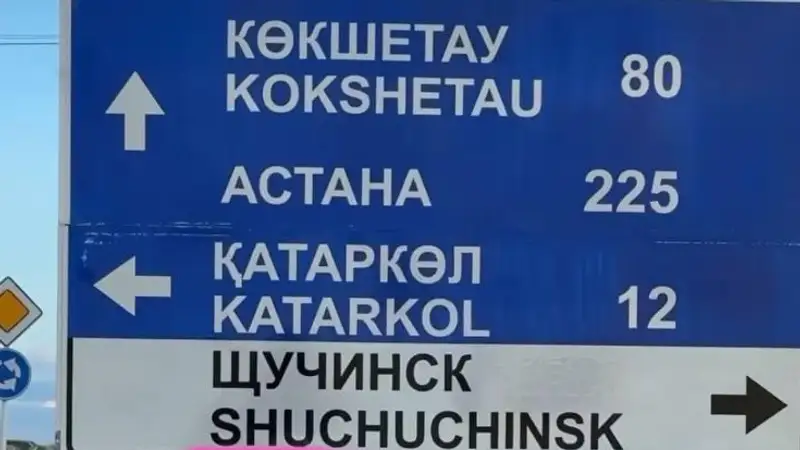 КӨКШЕТАУ 80
KOKSHETAU
АСТАНА 225
ҚАТАРКӨЛ 12
KATARKOL
ЩУЧИНСК
SHUCHUCHINSK